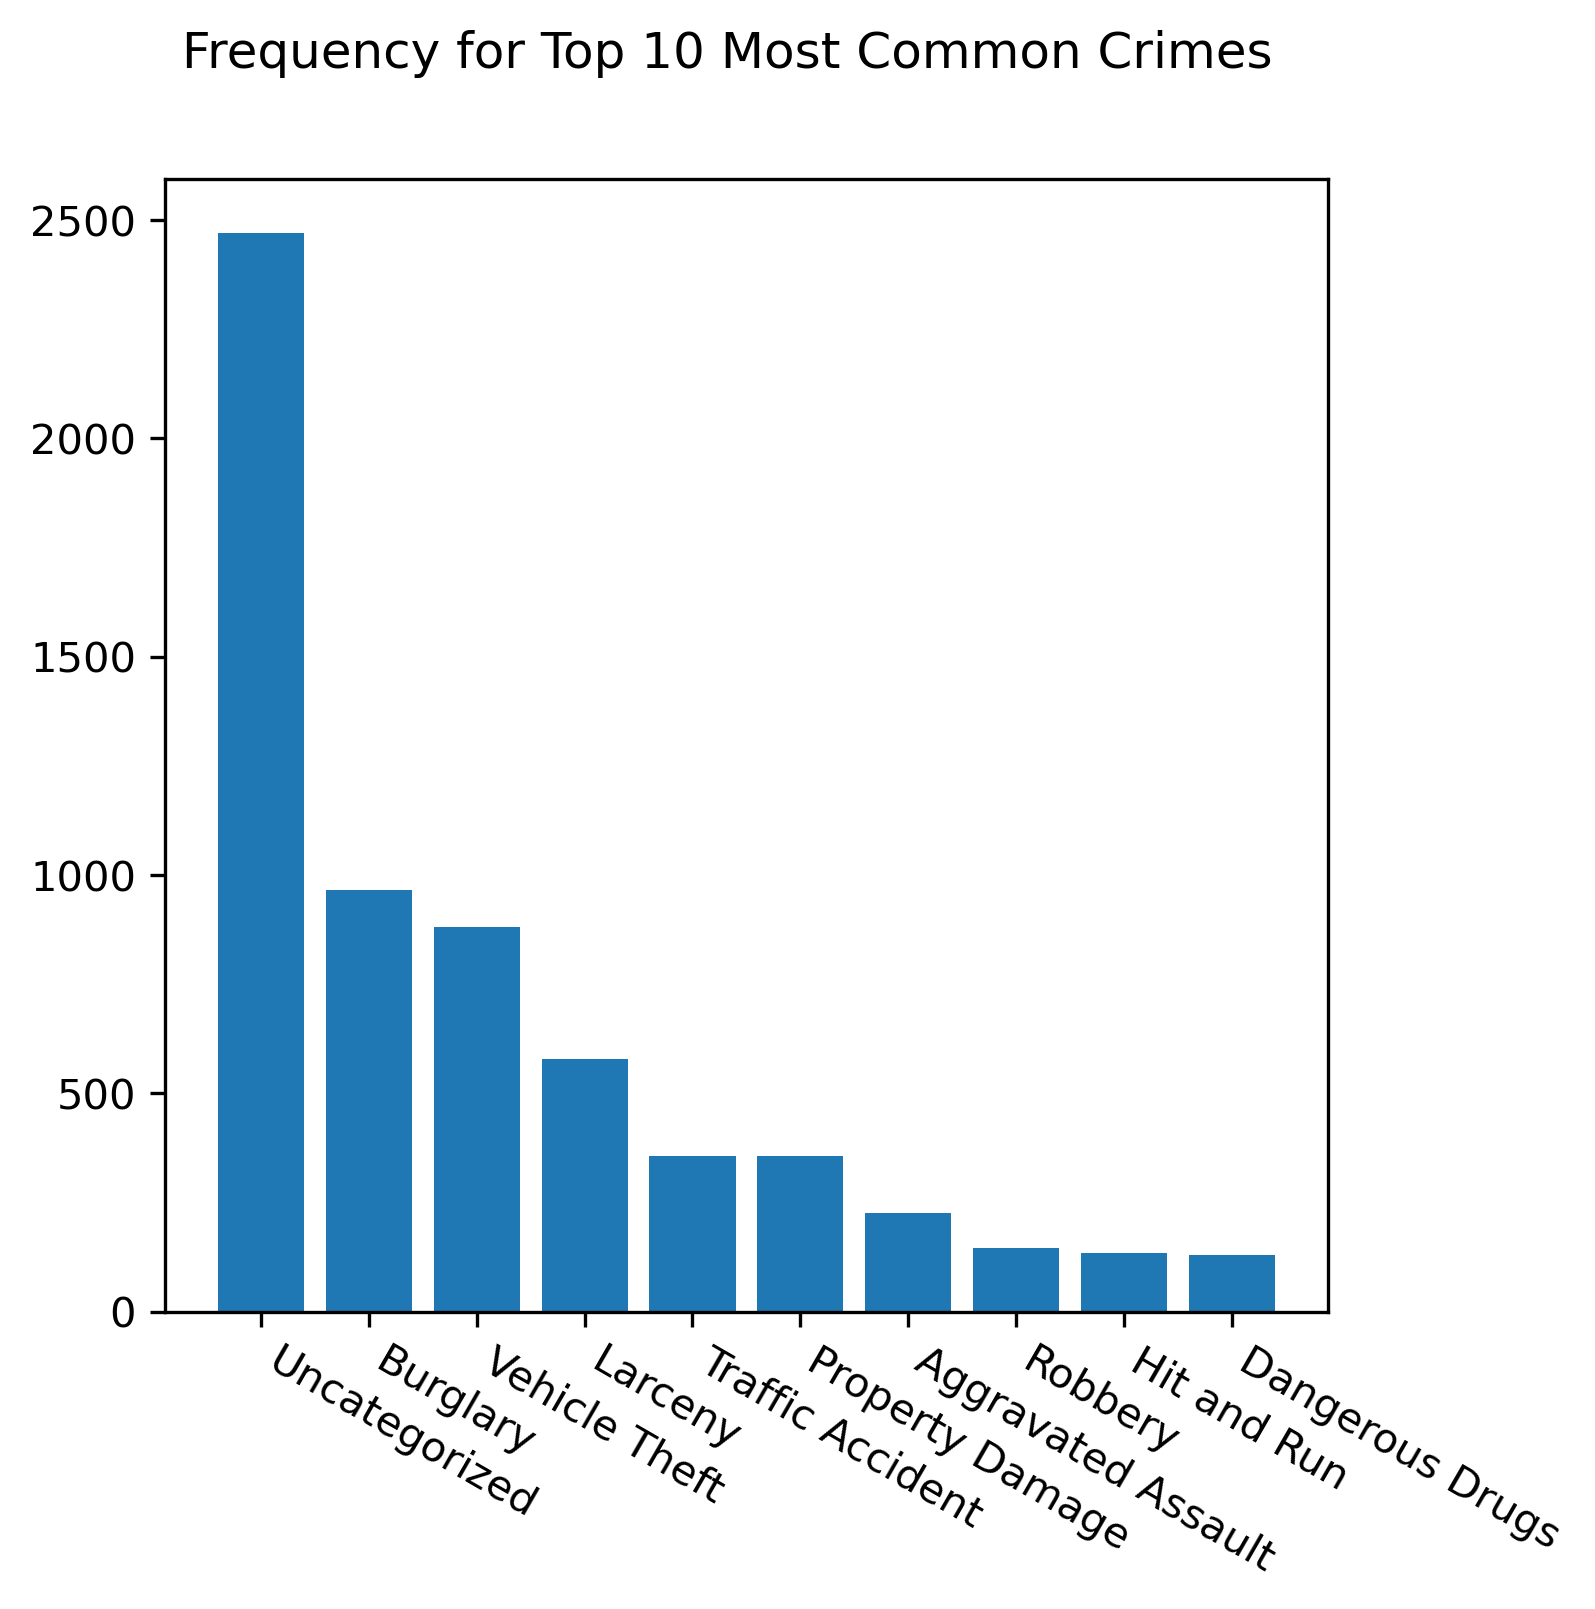 Frequency for Top 10 Most Common Crimes
2500
2000
1500
1000
500
0
Uncategorized
Burglary
Vehicle Theft
Larceny
Traffic Accident
Property Damage
Aggravated Assault
Robbery
Hit and Run
Dangerous Drugs